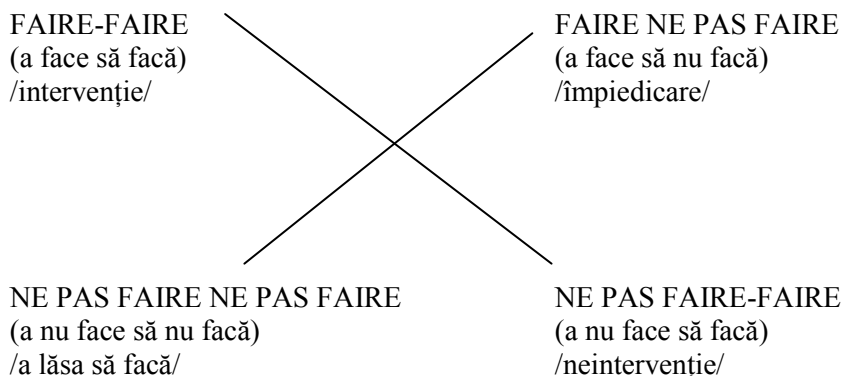 FAIRE-FAIRE
(a face să facă)
/intervenție/
FAIRE NE PAS FAIRE
(a face să nu facă)
/împiedicare/
NE PAS FAIRE NE PAS FAIRE
(a nu face să nu facă)
/a lăsa să facă/
NE PAS FAIRE-FAIRE
(a nu face să facă)
/neintervenție/